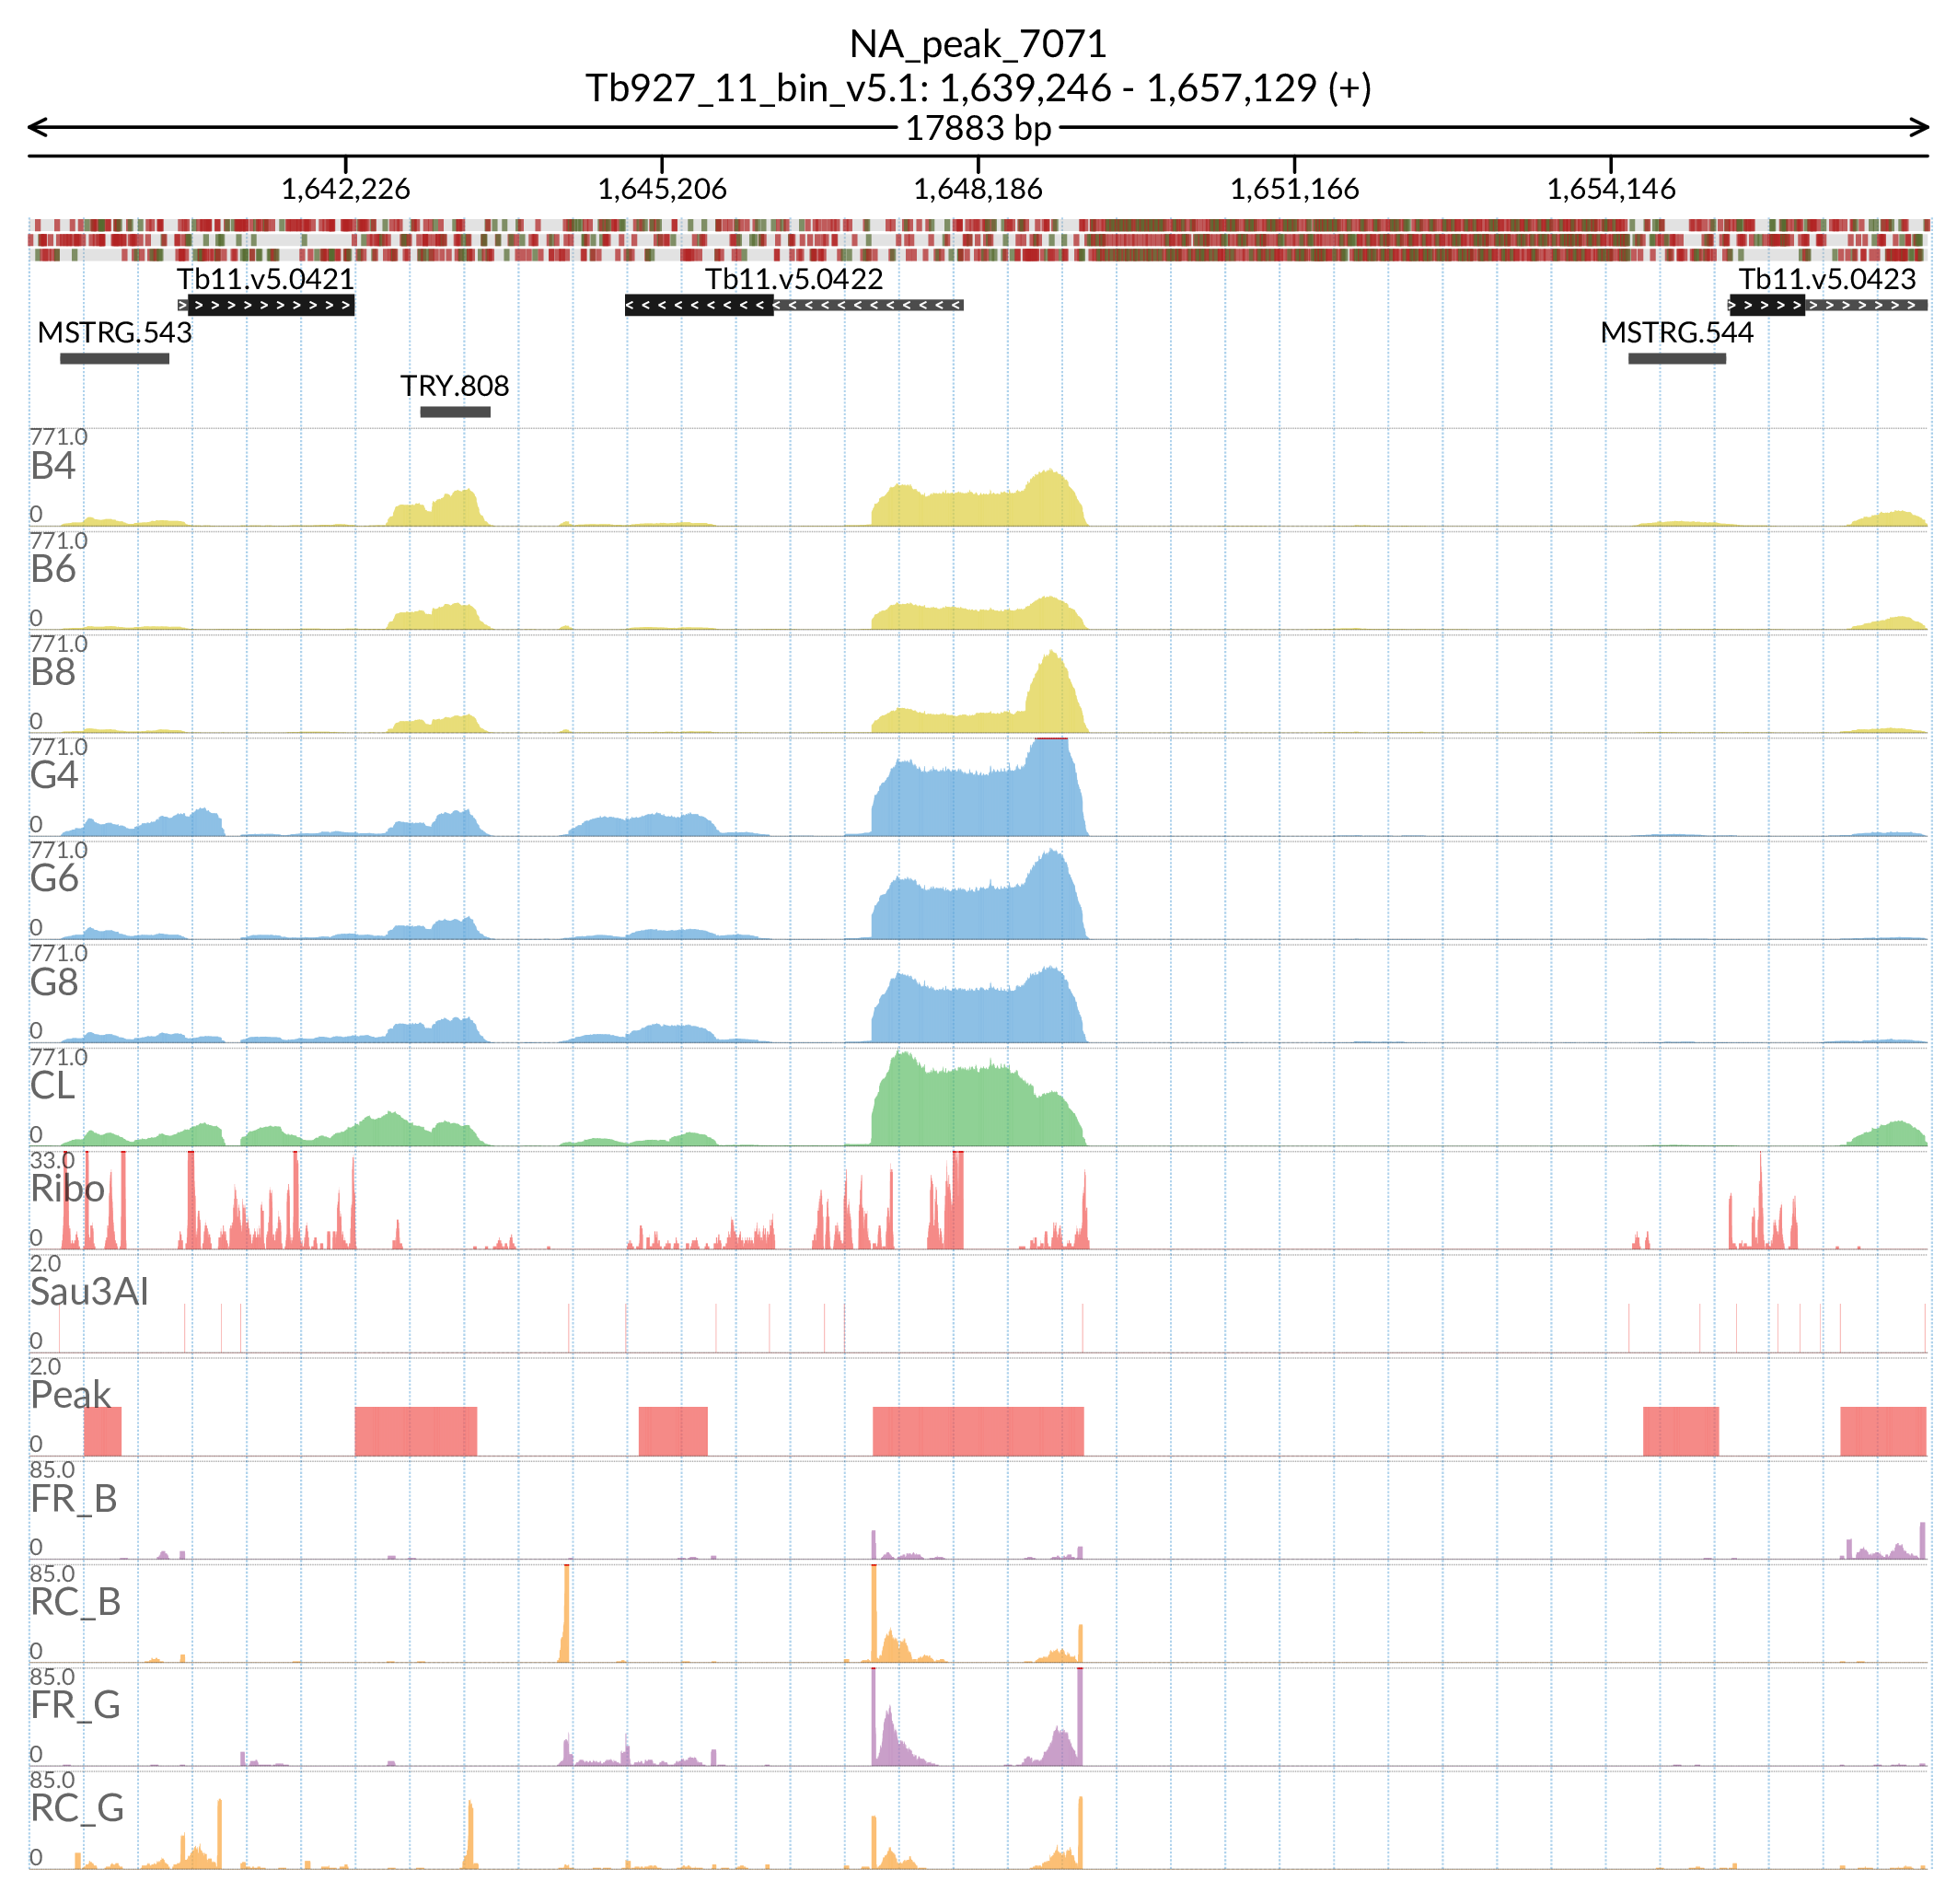 NA_peak_7071
Tb927_11_bin_v5.1: 1,639,246 - 1,657,129 (+)
17883 bp
1,642,226 1,645,206 1,648,186 1,651,166 1,654,146
Tb11.v5.0421 Tb11.v5.0422 Tb11.v5.0423
MSTRG.543 MSTRG.544
TRY.808
771.0
B4
0
771.0
B6
0
771.0
B8
0
771.0
G4
0
771.0
G6
0
771.0
G8
0
771.0
CL
0
33.0
Ribo
0
2.0
Sau3AI
0
2.0
Peak
0
85.0
FR_B
0
85.0
RC_B
0
85.0
FR_G
0
85.0
RC_G
0